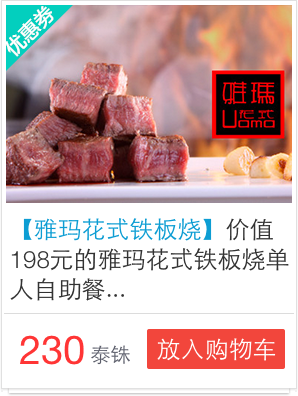 优惠券
雅瑪
【雅玛花式铁板烧】价值
198元的雅玛花式铁板烧单
人自助餐...
230 泰铢
放入购物车